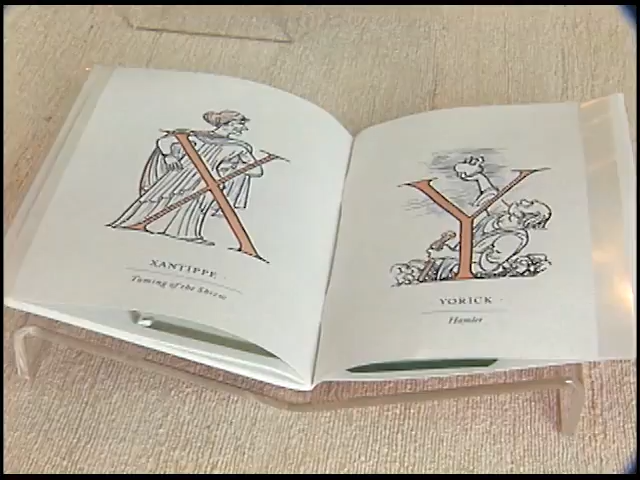 X
XANTIPPE
Taming of the Shrew
Y
YORICK
Hamlet